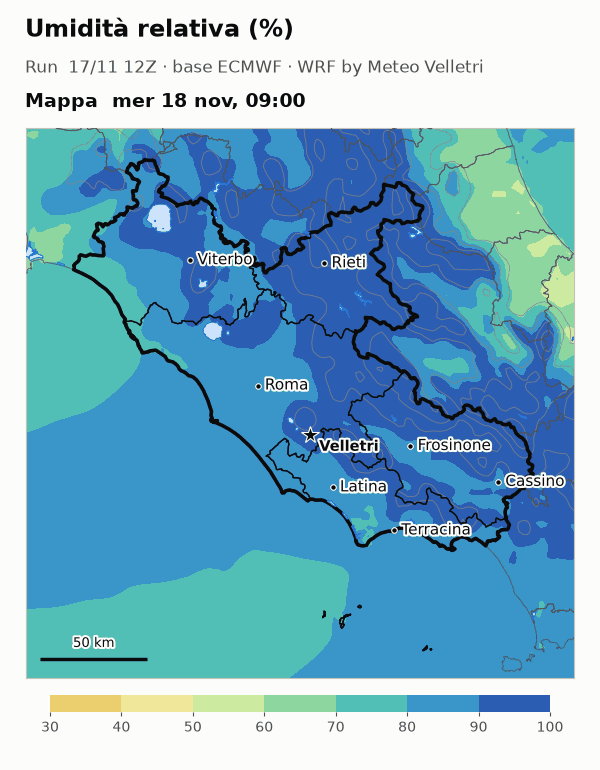 Umidità relativa (%)
Run  17/11 12Z · base ECMWF · WRF by Meteo Velletri
Mappa  mer 18 nov, 09:00
Viterbo
Rieti
Roma
Velletri
Frosinone
Cassino
Latina
Terracina
50 km
30 40 50 60 70 80 90 100